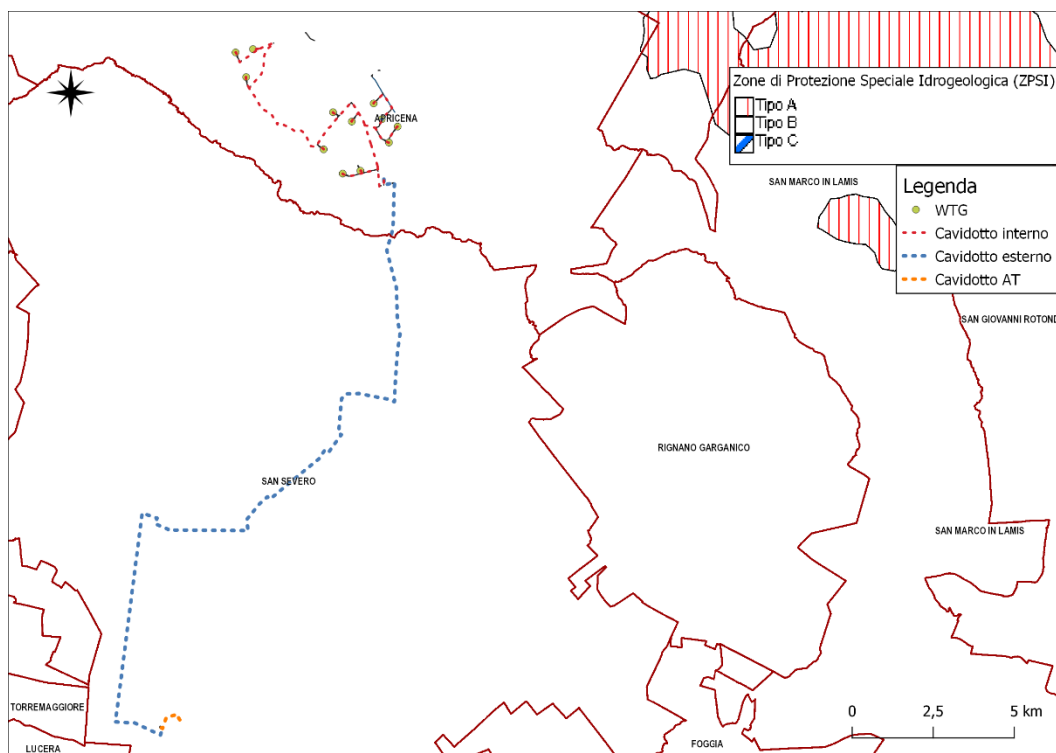 Zone di Protezione Speciale Idrogeologica (ZPSI)
Tipo A
Tipo B
Tipo C
APRICENA
SAN MARCO IN LAMIS
Legenda
WTG
Cavidotto interno
Cavidotto esterno
Cavidotto AT
SAN GIOVANNI ROTOND
RIGNANO GARGANICO
SAN SEVERO
SAN MARCO IN LAMIS
TORREMAGGIORE
LUCERA
FOGGIA
0 2,5 5 km